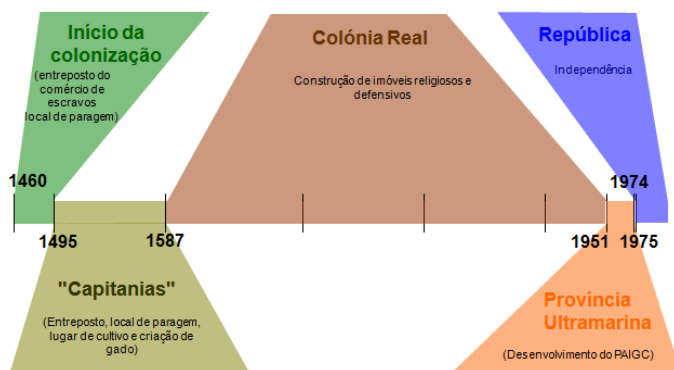 Início da
colonização
(entreposto do
comércio de
escravos
local de paragem)
Colónia Real
Construção de imóveis religiosos e
defensivos
República
Independência
1460
1974
1495
1587
1951
1975
"Capitanias"
(Entreposto, local de paragem,
lugar de cultivo e criação de
gado)
Província
Ultramarina
(Desenvolvimento do PAIGC)